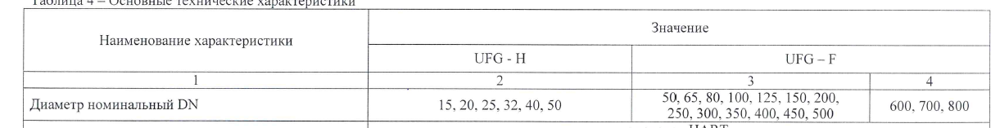 Таблица 4 – Основные технические характеристики
Наименование характеристики
Значение
UFG - H
UFG – F
1
2
3
4
Диаметр номинальный DN
15, 20, 25, 32, 40, 50
50, 65, 80, 100, 125, 150, 200,
250, 300, 350, 400, 450, 500
600, 700, 800
HART